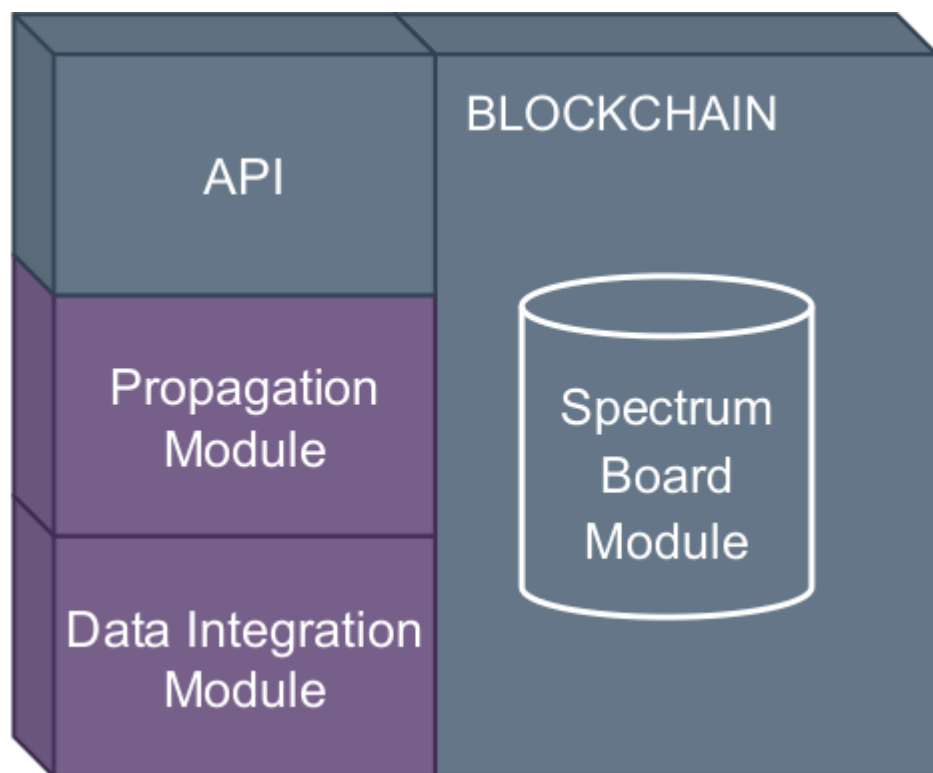 API
Propagation
Module
Data Integration
Module
BLOCKCHAIN
Spectrum
Board
Module